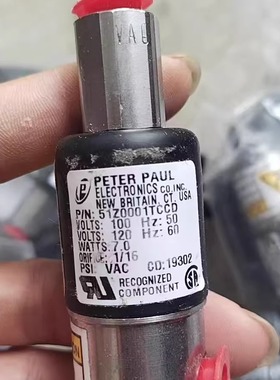 VAC
PETER PAUL
ELECTRONICS CO., INC.
NEW BRITAIN, CT. USA
P/N: 51Z0001TCCD
VOLTS: 100 Hz: 50
VOLTS: 120 Hz: 60
WATTS: 7.0
ORIFICE: 1/16
PSI: VAC CD: 19302
RECOGNIZED
COMPONENT